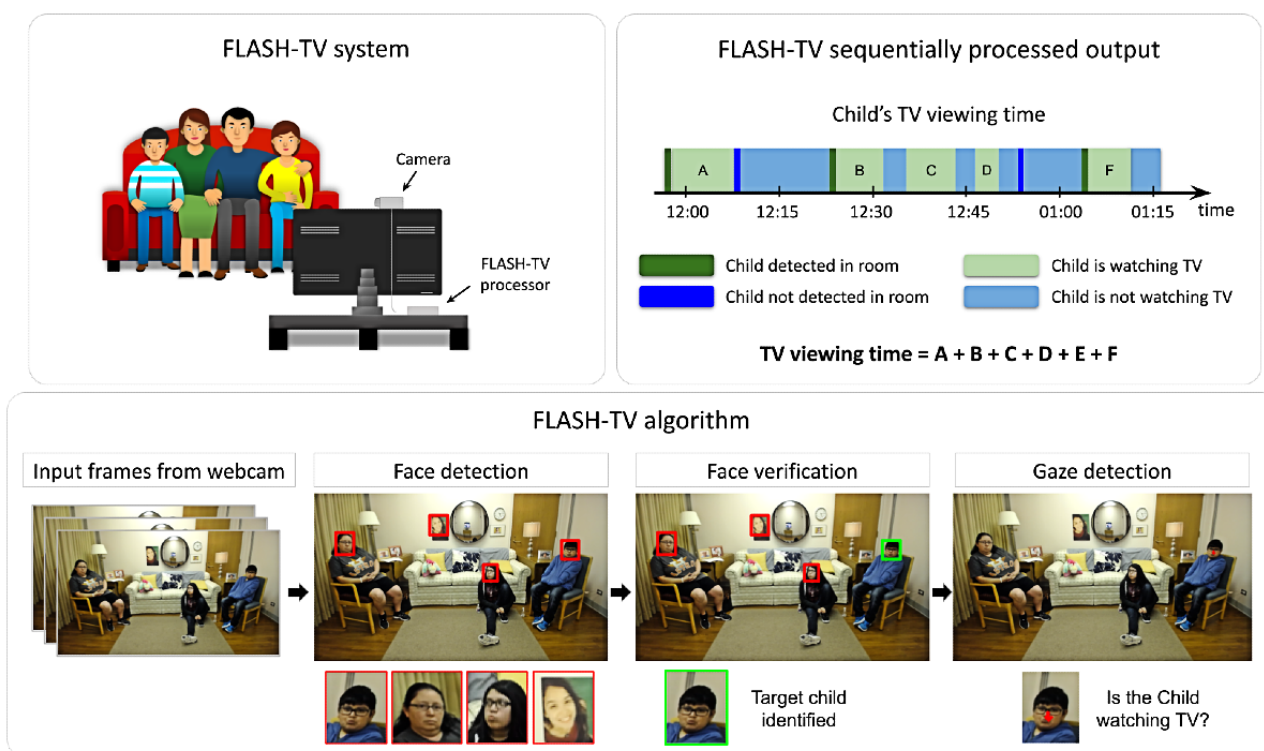 FLASH-TV system
Camera
FLASH-TV
processor
FLASH-TV sequentially processed output
Child's TV viewing time
A
B
C
D
F
12:00 12:15 12:30 12:45 01:00 01:15 time
Child detected in room
Child is watching TV
Child not detected in room
Child is not watching TV
TV viewing time = A + B + C + D + E + F
FLASH-TV algorithm
Input frames from webcam
Face detection
Face verification
Gaze detection
Target child
identified
Is the Child
watching TV?